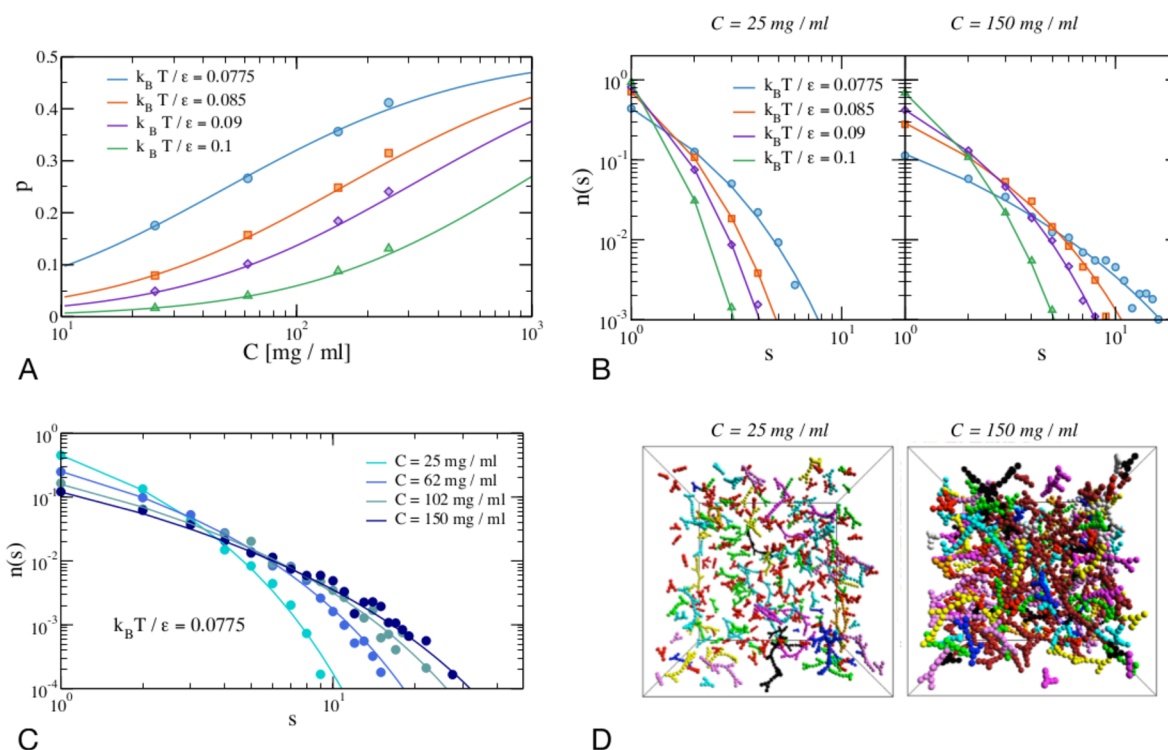 0.5
0.4
0.3
0.2
0.1
0
p
k_B T / ε = 0.0775
k_B T / ε = 0.085
k_B T / ε = 0.09
k_B T / ε = 0.1
10^1
10^2
10^3
C [mg / ml]
A
C = 25 mg / ml
C = 150 mg / ml
10^0
10^-1
10^-2
10^-3
n(s)
k_B T / ε = 0.0775
k_B T / ε = 0.085
k_B T / ε = 0.09
k_B T / ε = 0.1
10^0
10^1
10^0
10^1
s
s
B
10^0
10^-1
10^-2
10^-3
10^-4
n(s)
C = 25 mg / ml
C = 62 mg / ml
C = 102 mg / ml
C = 150 mg / ml
k_B T / ε = 0.0775
10^0
10^1
s
C
C = 25 mg / ml
C = 150 mg / ml
D